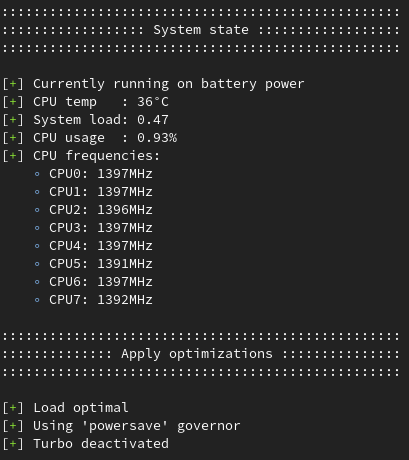 ::::::::::::::::::::::::::::::::::::::::::::::::::
:::::::::::::::::: System state ::::::::::::::::::
::::::::::::::::::::::::::::::::::::::::::::::::::
[+] Currently running on battery power
[+] CPU temp   : 36°C
[+] System load: 0.47
[+] CPU usage  : 0.93%
[+] CPU frequencies:
    ∘ CPU0: 1397MHz
    ∘ CPU1: 1397MHz
    ∘ CPU2: 1396MHz
    ∘ CPU3: 1397MHz
    ∘ CPU4: 1397MHz
    ∘ CPU5: 1391MHz
    ∘ CPU6: 1397MHz
    ∘ CPU7: 1392MHz
::::::::::::::::::::::::::::::::::::::::::::::::::
:::::::::::::: Apply optimizations :::::::::::::::
::::::::::::::::::::::::::::::::::::::::::::::::::
[+] Load optimal
[+] Using 'powersave' governor
[+] Turbo deactivated